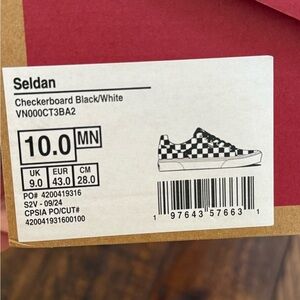 Seldan
Checkerboard Black/White
VN000CT3BA2
10.0 MN
UK EUR CM
9.0 43.0 28.0
PO# 4200419316
S2V - 09/24
CPSIA PO/CUT#
420041931600100
1 97643 57663 1